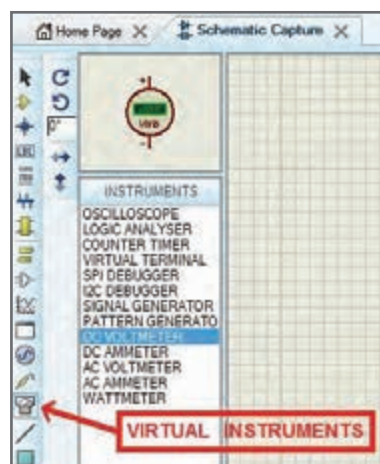 Home Page
Schematic Capture
0°
INSTRUMENTS
OSCILLOSCOPE
LOGIC ANALYSER
COUNTER TIMER
VIRTUAL TERMINAL
SPI DEBUGGER
I2C DEBUGGER
SIGNAL GENERATOR
PATTERN GENERATO
DC VOLTMETER
DC AMMETER
AC VOLTMETER
AC AMMETER
WATTMETER
VIRTUAL INSTRUMENTS